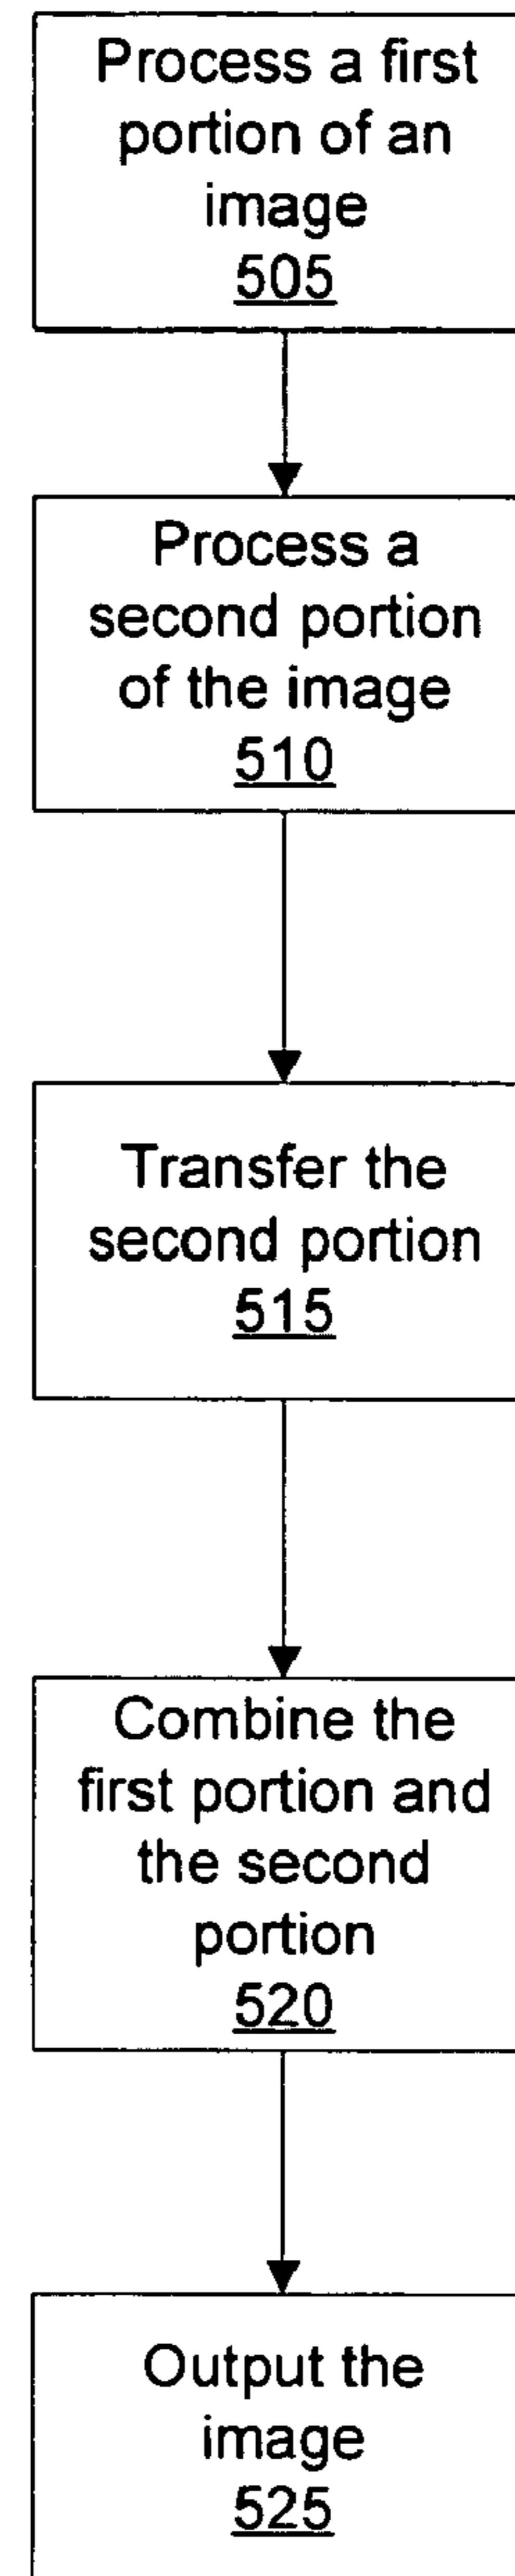 Process a first
portion of an
image
505
Process a
second portion
of the image
510
Transfer the
second portion
515
Combine the
first portion and
the second
portion
520
Output the
image
525